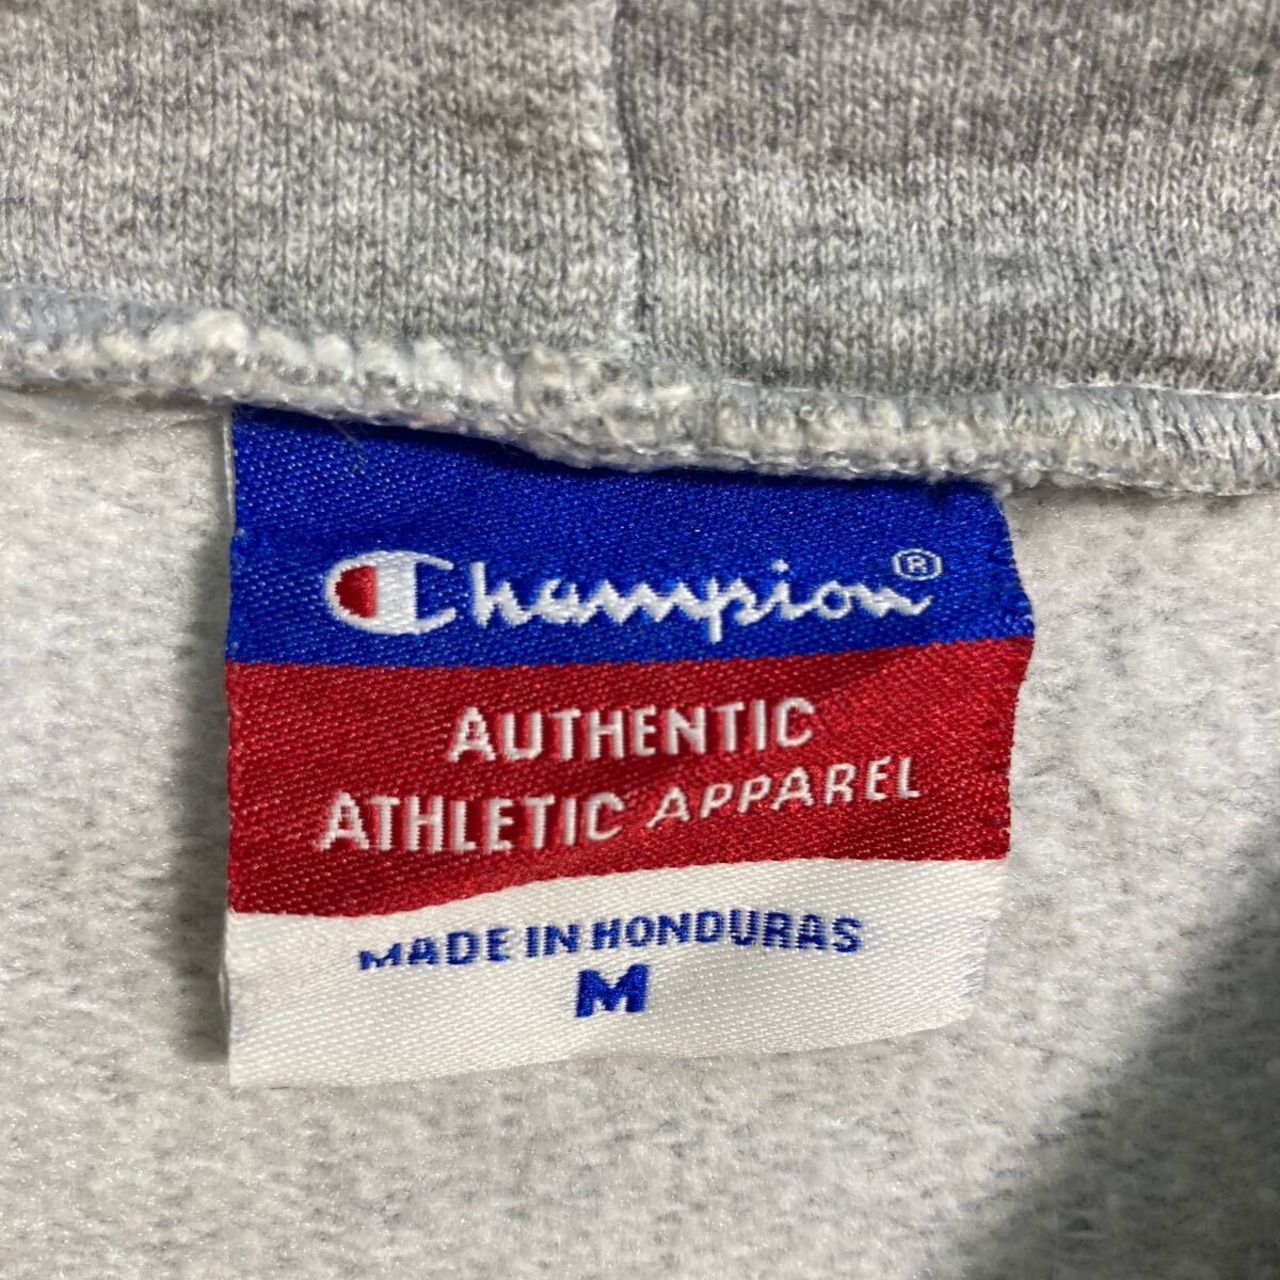 Champion®
AUTHENTIC
ATHLETIC APPAREL
MADE IN HONDURAS
M